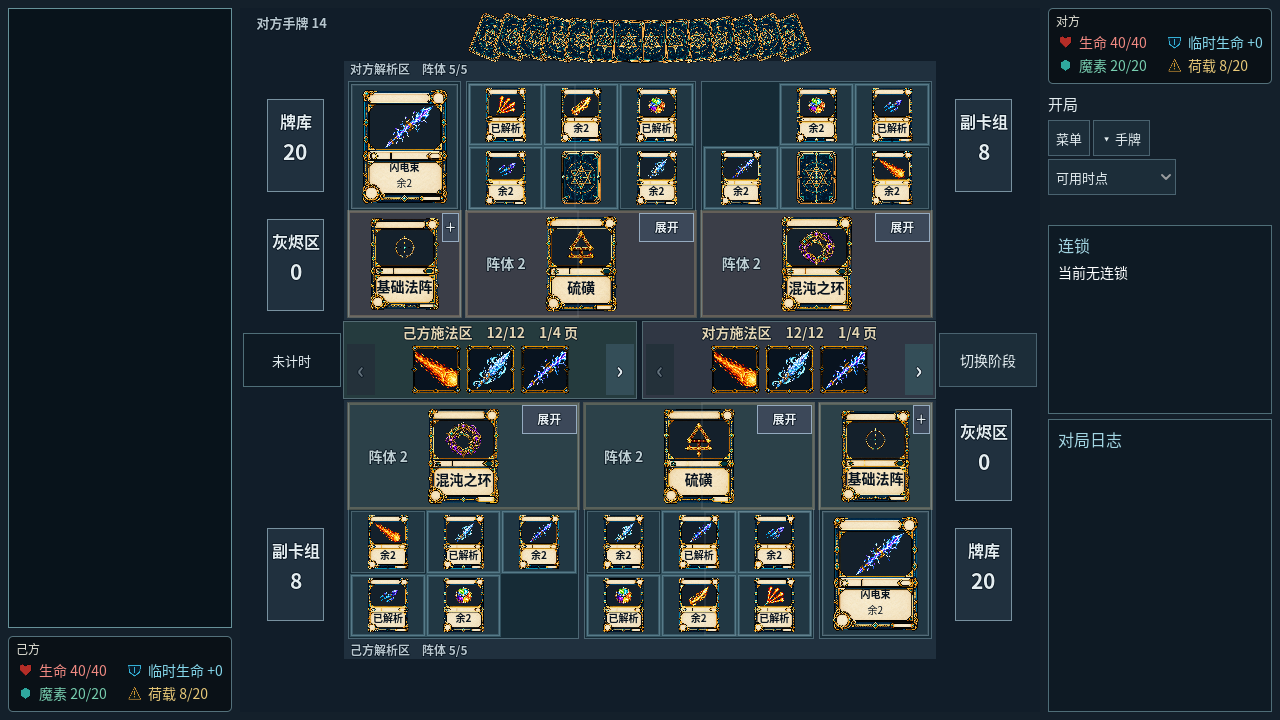 对方手牌 14
对方解析区 阵体 5/5
牌库
20
闪电束
余2
已解析
余2
已解析
余2
余2
余2
已解析
余2
余2
副卡组
8
灰烬区
0
基础法阵
+
阵体 2
硫磺
展开
阵体 2
混沌之环
展开
未计时
己方施法区 12/12 1/4 页
‹
›
对方施法区 12/12 1/4 页
‹
›
切换阶段
阵体 2
混沌之环
展开
阵体 2
硫磺
展开
基础法阵
+
灰烬区
0
副卡组
8
余2
已解析
余2
已解析
余2
余2
已解析
余2
已解析
余2
已解析
闪电束
余2
牌库
20
己方解析区 阵体 5/5
己方
生命 40/40 临时生命 +0
魔素 20/20 荷载 8/20
对方
生命 40/40 临时生命 +0
魔素 20/20 荷载 8/20
开局
菜单
▾ 手牌
可用时点
连锁
当前无连锁
对局日志